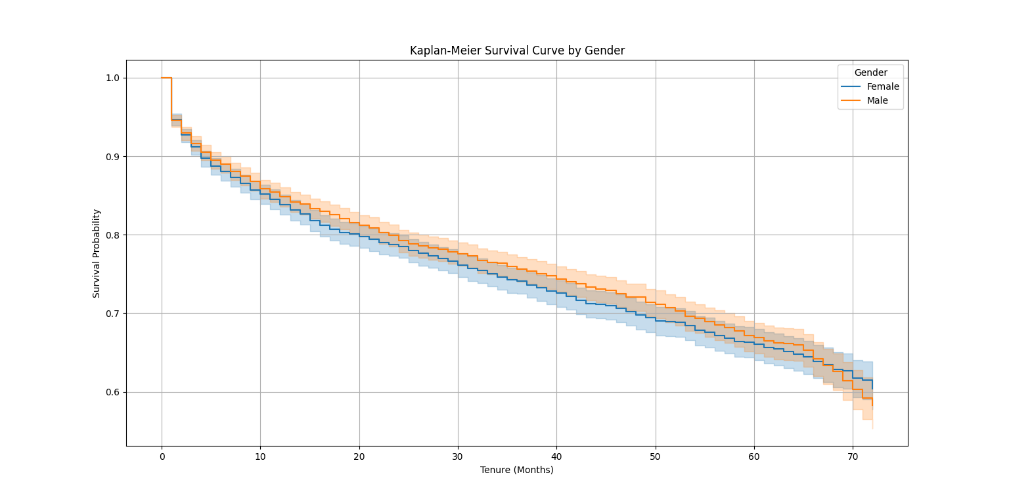 Kaplan-Meier Survival Curve by Gender
Gender
Female
Male
1.0
0.9
0.8
0.7
0.6
Survival Probability
0 10 20 30 40 50 60 70
Tenure (Months)